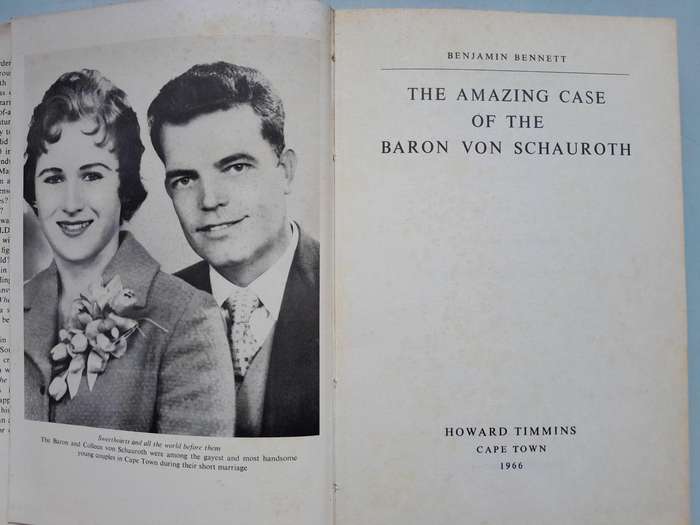 Sweethearts and all the world before them
The Baron and Colleen von Schauroth were among the gayest and most handsome
young couples in Cape Town during their short marriage
BENJAMIN BENNETT
THE AMAZING CASE
OF THE
BARON VON SCHAUROTH
HOWARD TIMMINS
CAPE TOWN
1966